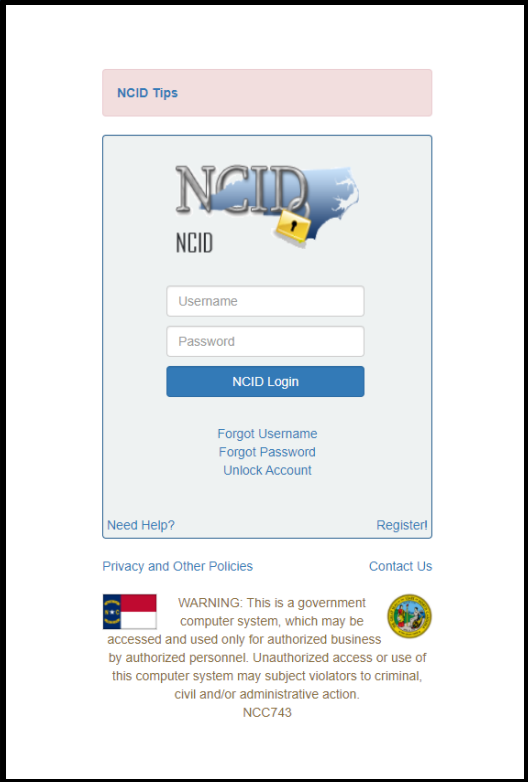 NCID Tips
NCID
NCID
Username
Password
NCID Login
Forgot Username
Forgot Password
Unlock Account
Need Help? Register!
Privacy and Other Policies Contact Us
WARNING: This is a government
computer system, which may be
accessed and used only for authorized business
by authorized personnel. Unauthorized access or use of
this computer system may subject violators to criminal,
civil and/or administrative action.
NCC743